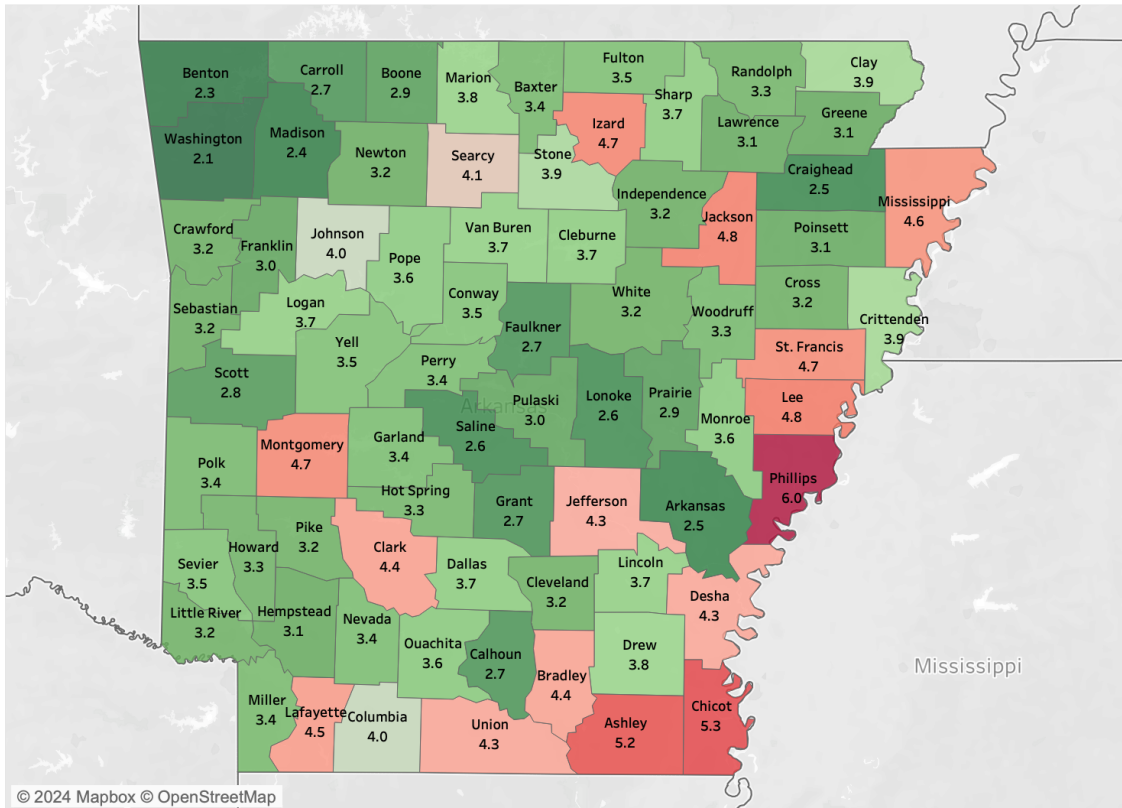 Benton
2.3
Carroll
2.7
Boone
2.9
Marion
3.8
Baxter
3.4
Fulton
3.5
Sharp
3.7
Randolph
3.3
Clay
3.9
Izard
4.7
Lawrence
3.1
Greene
3.1
Washington
2.1
Madison
2.4
Newton
3.2
Searcy
4.1
Stone
3.9
Independence
3.2
Craighead
2.5
Mississippi
4.6
Jackson
4.8
Poinsett
3.1
Crawford
3.2
Franklin
3.0
Johnson
4.0
Pope
3.6
Van Buren
3.7
Cleburne
3.7
Sebastian
3.2
Logan
3.7
Conway
3.5
White
3.2
Woodruff
3.3
Cross
3.2
Crittenden
3.9
Faulkner
2.7
Yell
3.5
Perry
3.4
St. Francis
4.7
Scott
2.8
Pulaski
3.0
Lonoke
2.6
Prairie
2.9
Lee
4.8
Arkansas
Saline
2.6
Monroe
3.6
Montgomery
4.7
Garland
3.4
Polk
3.4
Phillips
6.0
Hot Spring
3.3
Grant
2.7
Jefferson
4.3
Arkansas
2.5
Pike
3.2
Clark
4.4
Howard
3.3
Sevier
3.5
Dallas
3.7
Cleveland
3.2
Lincoln
3.7
Desha
4.3
Little River
3.2
Hempstead
3.1
Nevada
3.4
Ouachita
3.6
Calhoun
2.7
Drew
3.8
Bradley
4.4
Mississippi
Miller
3.4
Lafayette
4.5
Columbia
4.0
Union
4.3
Ashley
5.2
Chicot
5.3
© 2024 Mapbox © OpenStreetMap